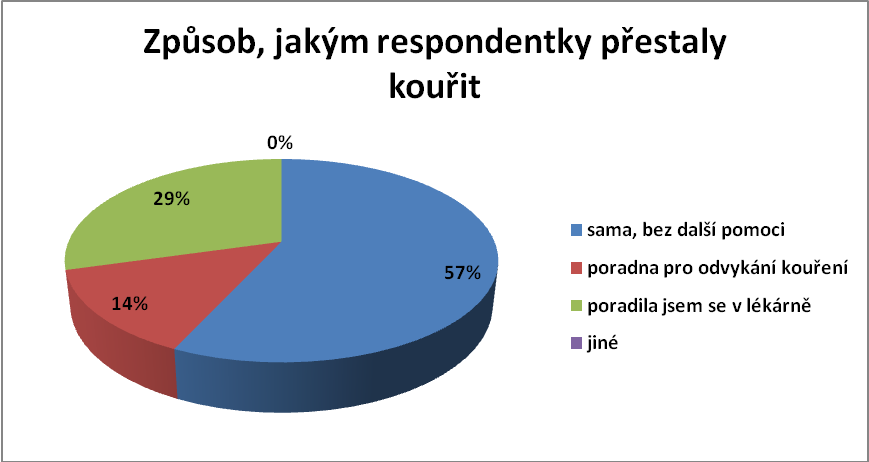 Způsob, jakým respondentky přestaly
kouřit
0%
29%
57%
14%
sama, bez další pomoci
poradna pro odvykání kouření
poradila jsem se v lékárně
jiné